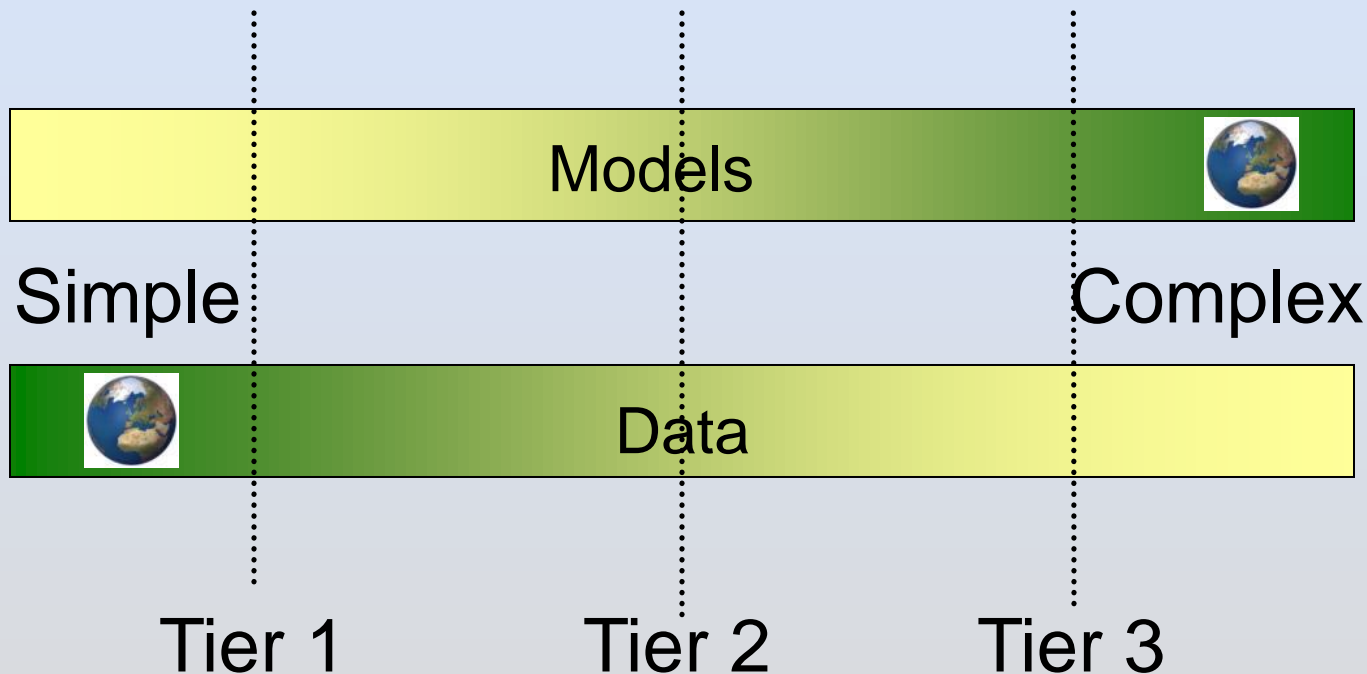 Models
Simple
Complex
Data
Tier 1
Tier 2
Tier 3